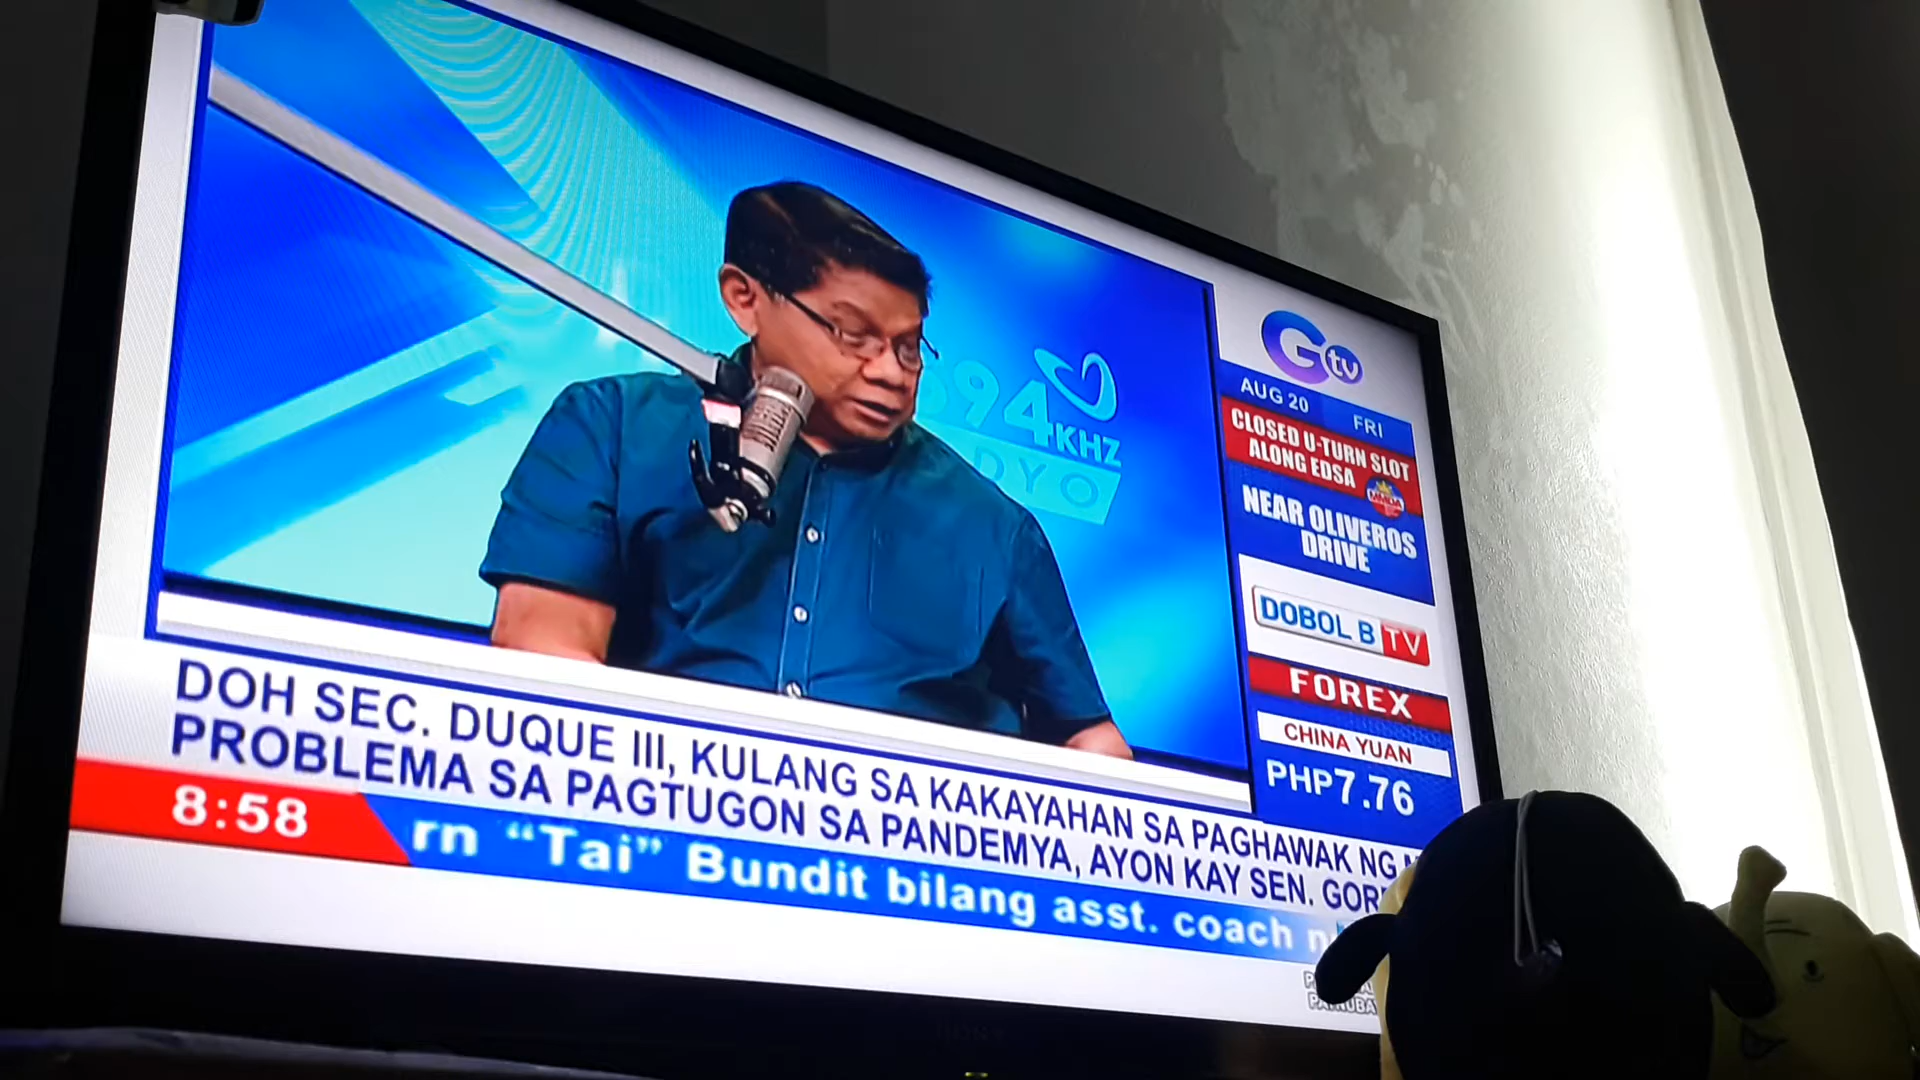 594KHZ
DYO
Gtv
AUG 20 FRI
CLOSED U-TURN SLOT
ALONG EDSA
MMDA
NEAR OLIVEROS
DRIVE
DOBOL B TV
FOREX
CHINA YUAN
PHP7.76
DOH SEC. DUQUE III, KULANG SA KAKAYAHAN SA PAGHAWAK NG
PROBLEMA SA PAGTUGON SA PANDEMYA, AYON KAY SEN.
8:58
rn “Tai” Bundit bilang asst. coach